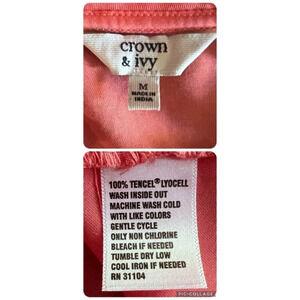 crown
& ivy
M
MADE IN
INDIA
100% TENCEL® LYOCELL
WASH INSIDE OUT
MACHINE WASH COLD
WITH LIKE COLORS
GENTLE CYCLE
ONLY NON CHLORINE
BLEACH IF NEEDED
TUMBLE DRY LOW
COOL IRON IF NEEDED
RN 31104
PIC•COLLAGE